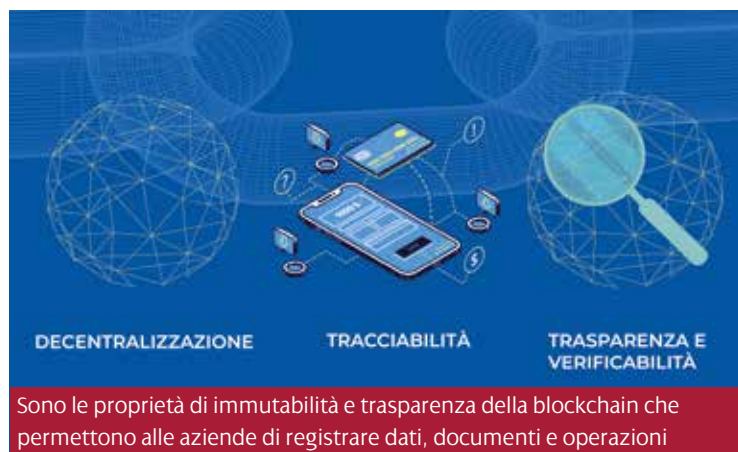 DECENTRALIZZAZIONE
TRACCIABILITÀ
TRASPARENZA E
VERIFICABILITÀ
Sono le proprietà di immutabilità e trasparenza della blockchain che
permettono alle aziende di registrare dati, documenti e operazioni